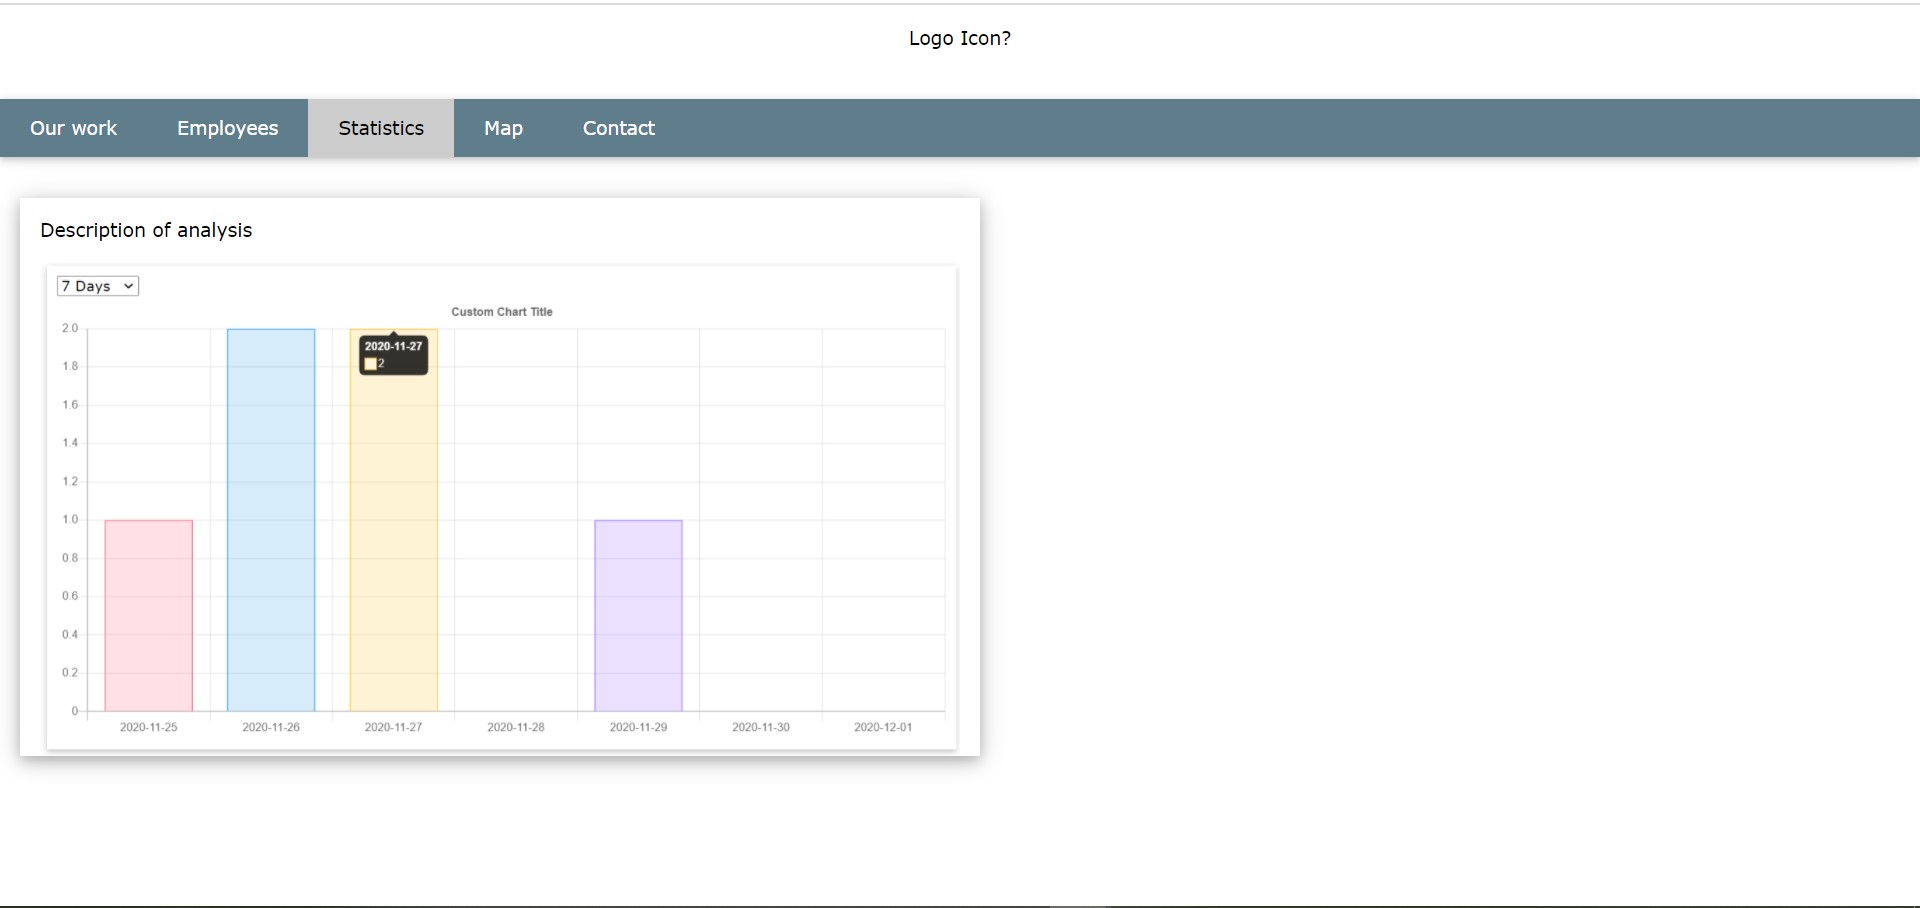 Logo Icon?
Our work Employees Statistics Map Contact
Description of analysis
7 Days
Custom Chart Title
2.0
2020-11-27
2
1.8
1.6
1.4
1.2
1.0
0.8
0.6
0.4
0.2
0
2020-11-25 2020-11-26 2020-11-27 2020-11-28 2020-11-29 2020-11-30 2020-12-01